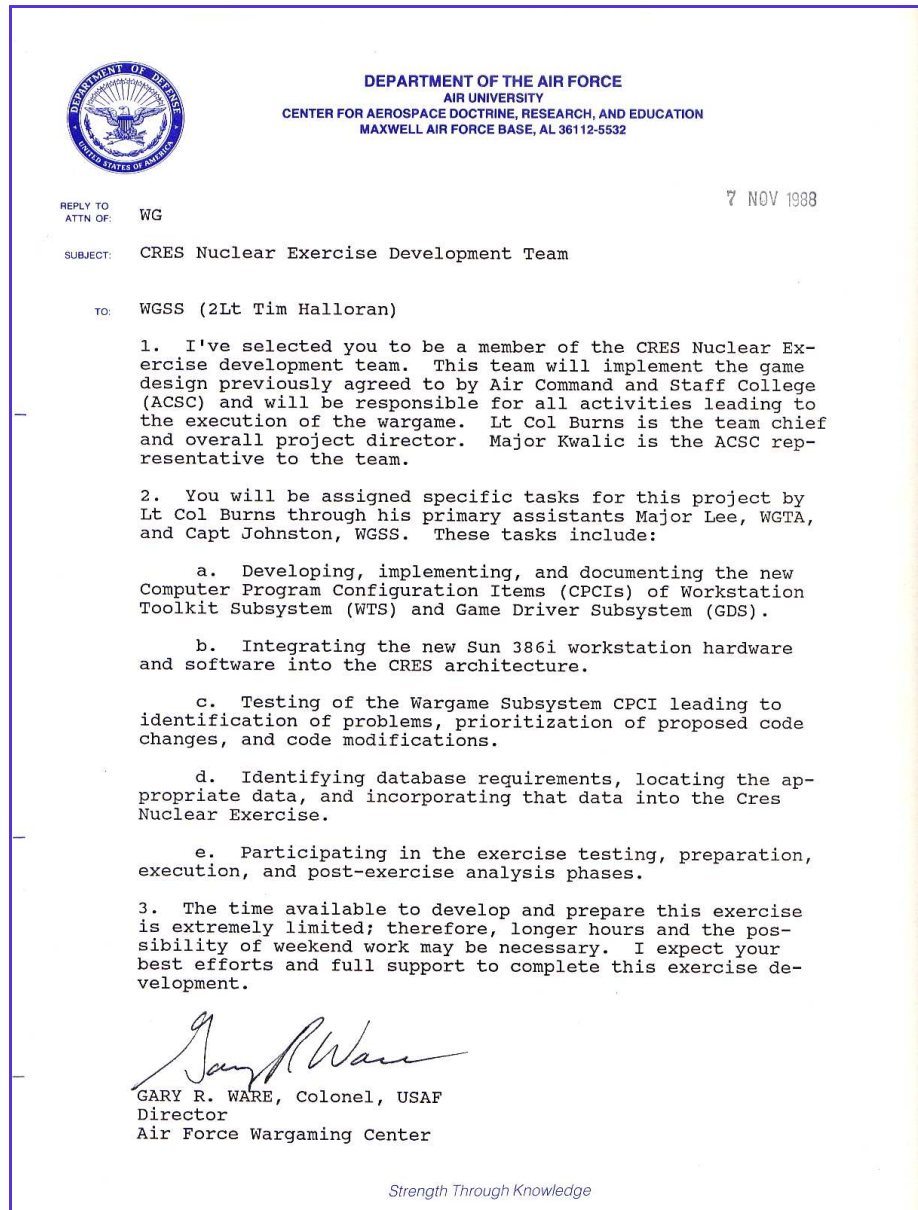 DEPARTMENT OF DEFENSE
UNITED STATES OF AMERICA
DEPARTMENT OF THE AIR FORCE
AIR UNIVERSITY
CENTER FOR AEROSPACE DOCTRINE, RESEARCH, AND EDUCATION
MAXWELL AIR FORCE BASE, AL 36112-5532
7 NOV 1988
REPLY TO
ATTN OF: WG
SUBJECT: CRES Nuclear Exercise Development Team
TO: WGSS (2Lt Tim Halloran)
1. I've selected you to be a member of the CRES Nuclear Ex-
ercise development team. This team will implement the game
design previously agreed to by Air Command and Staff College
(ACSC) and will be responsible for all activities leading to
the execution of the wargame. Lt Col Burns is the team chief
and overall project director. Major Kwalic is the ACSC rep-
resentative to the team.
2. You will be assigned specific tasks for this project by
Lt Col Burns through his primary assistants Major Lee, WGTA,
and Capt Johnston, WGSS. These tasks include:
a. Developing, implementing, and documenting the new
Computer Program Configuration Items (CPCIs) of Workstation
Toolkit Subsystem (WTS) and Game Driver Subsystem (GDS).
b. Integrating the new Sun 386i workstation hardware
and software into the CRES architecture.
c. Testing of the Wargame Subsystem CPCI leading to
identification of problems, prioritization of proposed code
changes, and code modifications.
d. Identifying database requirements, locating the ap-
propriate data, and incorporating that data into the Cres
Nuclear Exercise.
e. Participating in the exercise testing, preparation,
execution, and post-exercise analysis phases.
3. The time available to develop and prepare this exercise
is extremely limited; therefore, longer hours and the pos-
sibility of weekend work may be necessary. I expect your
best efforts and full support to complete this exercise de-
velopment.
Gary R Ware
GARY R. WARE, Colonel, USAF
Director
Air Force Wargaming Center
Strength Through Knowledge